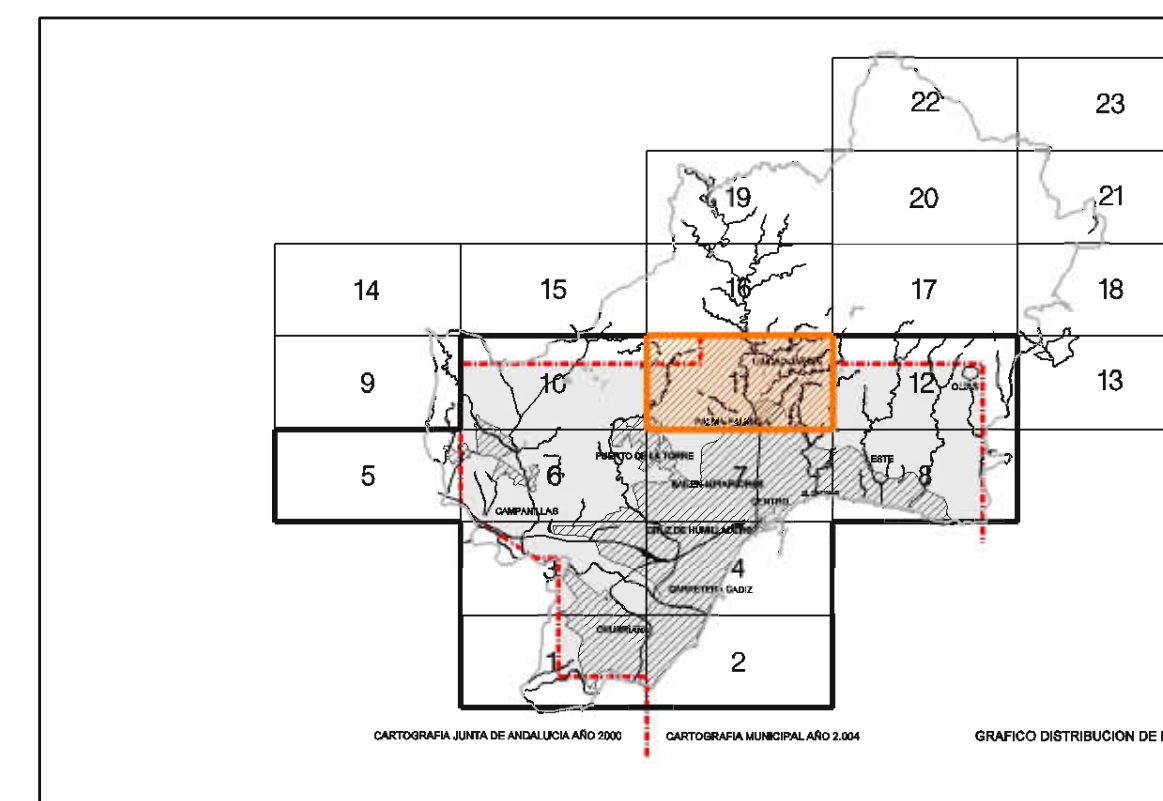 22 23
19 20 21
14 15 16 17 18
9 10 11 12 13
OLIAS
PUERTO DE LA TORRE ESTE
5 6 7 8
CENTRO
CAMPANILLAS
CRUZ DE HUMILLADERO
3 4
CARRETERA CADIZ
CHURRIANA
1 2
CARTOGRAFIA JUNTA DE ANDALUCIA AÑO 2000 CARTOGRAFIA MUNICIPAL AÑO 2.004 GRAFICO DISTRIBUCION DE